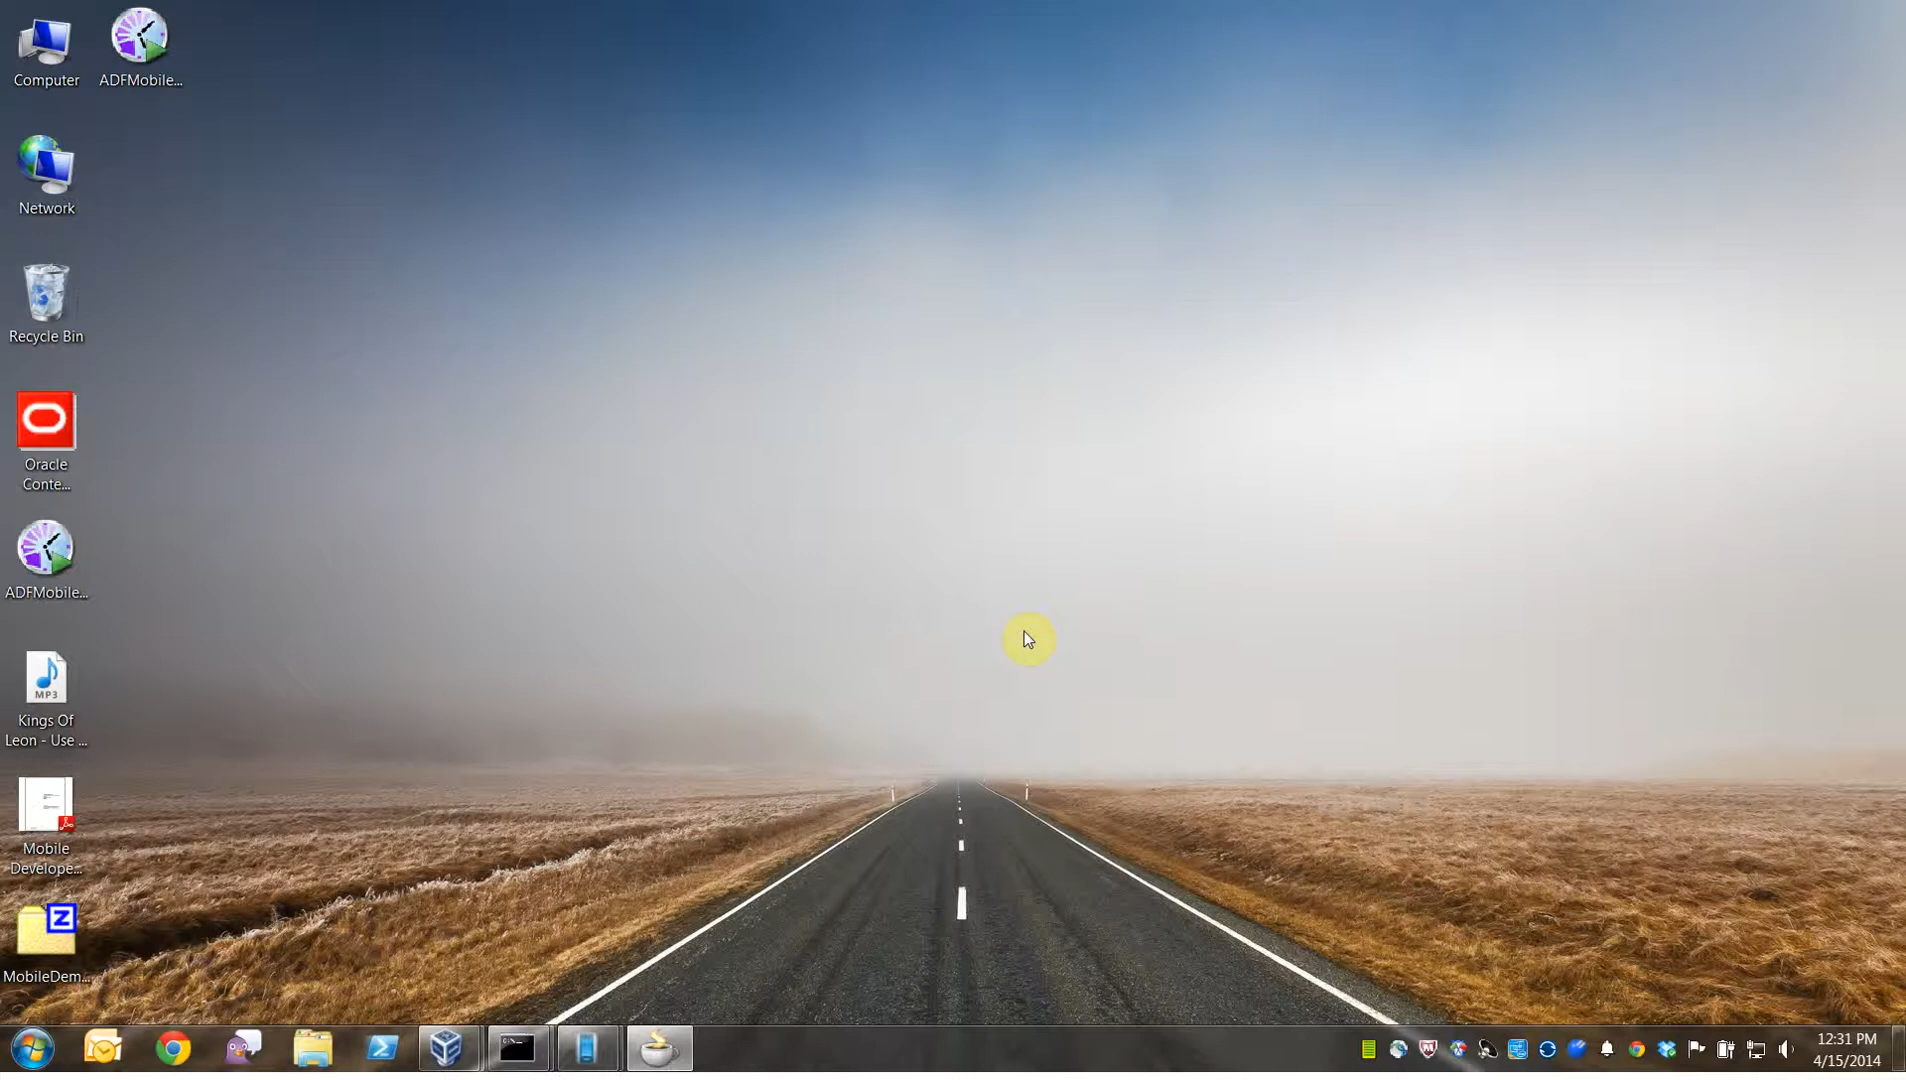 Computer
ADFMobile...
Network
Recycle Bin
Oracle
Conte...
ADFMobile...
MP3
Kings Of
Leon - Use ...
Mobile
Develope...
Z
MobileDem...
C:\_
12:31 PM
4/15/2014